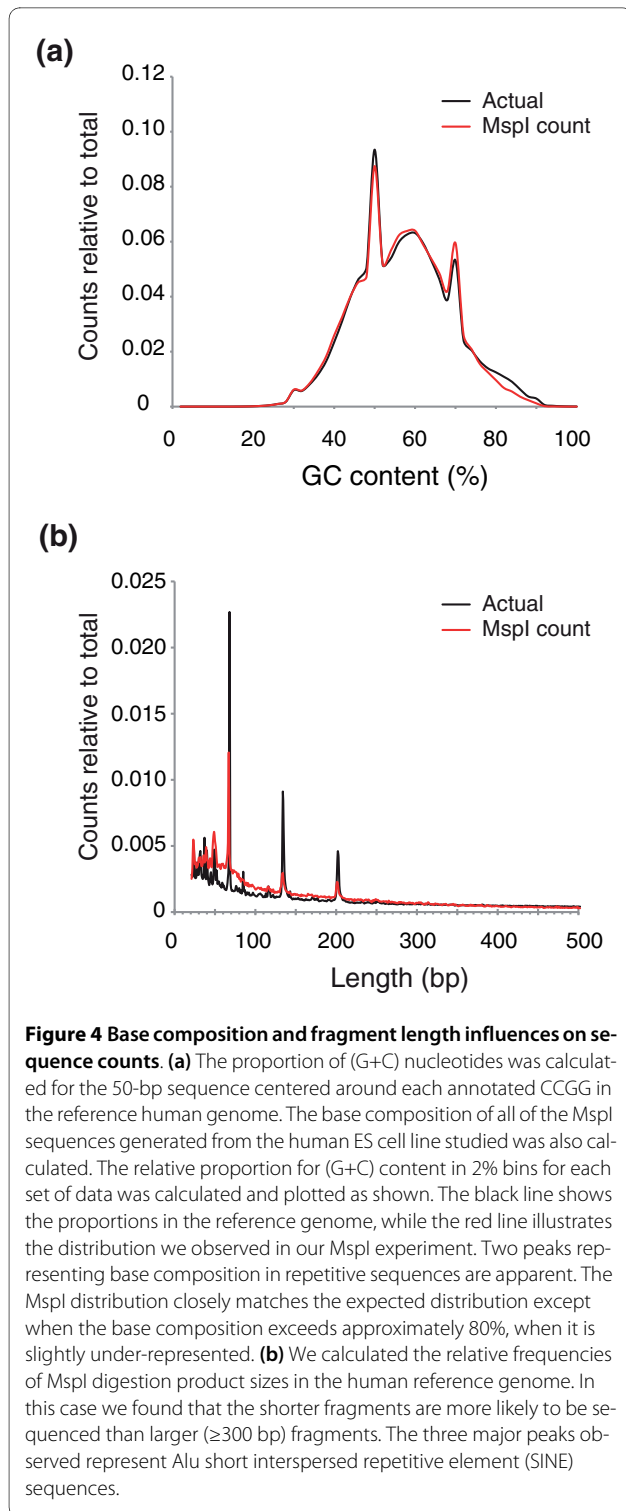 (a)
0.12
0.10
0.08
0.06
0.04
0.02
0
Counts relative to total
Actual
MspI count
0
20
40
60
80
100
GC content (%)
(b)
0.025
0.020
0.015
0.010
0.005
0
Counts relative to total
Actual
MspI count
0
100
200
300
400
500
Length (bp)
Figure 4 Base composition and fragment length influences on se-
quence counts. (a) The proportion of (G+C) nucleotides was calculat-
ed for the 50-bp sequence centered around each annotated CCGG in
the reference human genome. The base composition of all of the MspI
sequences generated from the human ES cell line studied was also cal-
culated. The relative proportion for (G+C) content in 2% bins for each
set of data was calculated and plotted as shown. The black line shows
the proportions in the reference genome, while the red line illustrates
the distribution we observed in our MspI experiment. Two peaks rep-
resenting base composition in repetitive sequences are apparent. The
MspI distribution closely matches the expected distribution except
when the base composition exceeds approximately 80%, when it is
slightly under-represented. (b) We calculated the relative frequencies
of MspI digestion product sizes in the human reference genome. In
this case we found that the shorter fragments are more likely to be se-
quenced than larger (≥300 bp) fragments. The three major peaks ob-
served represent Alu short interspersed repetitive element (SINE)
sequences.